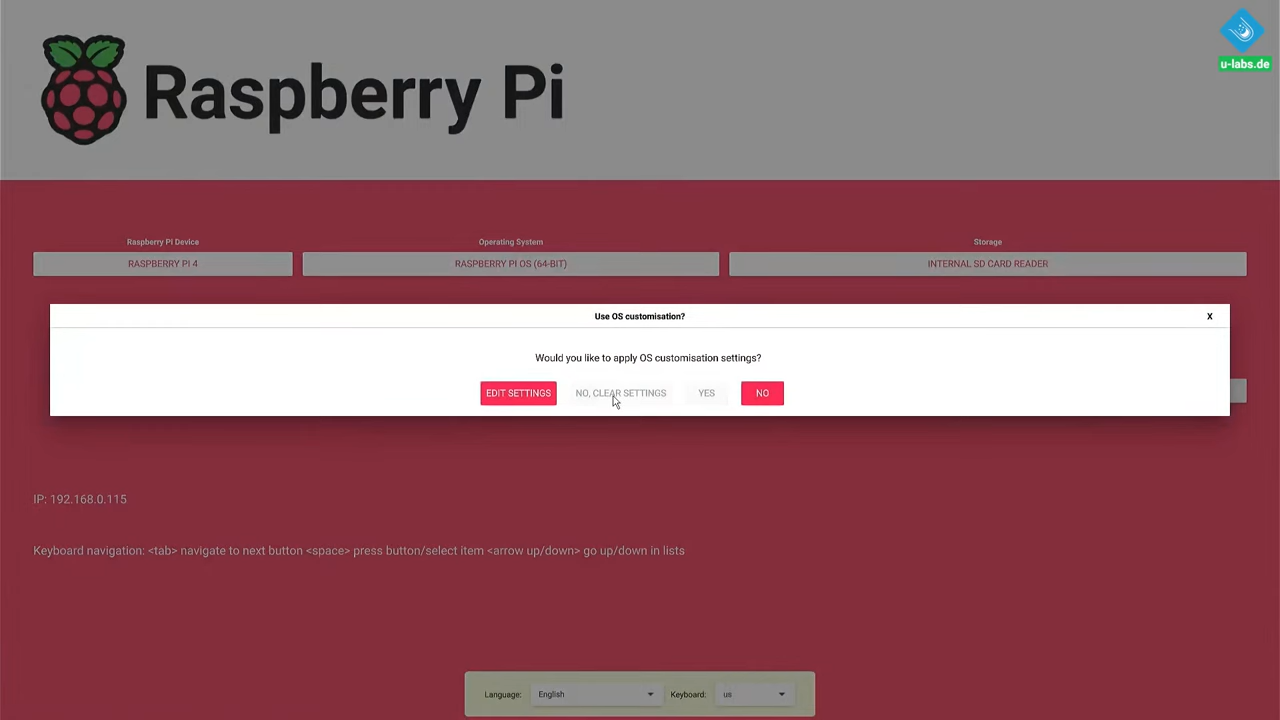 u-labs.de
Raspberry Pi
Raspberry Pi Device
Operating System
Storage
RASPBERRY PI 4
RASPBERRY PI OS (64-BIT)
INTERNAL SD CARD READER
Use OS customisation?
X
Would you like to apply OS customisation settings?
EDIT SETTINGS
NO, CLEAR SETTINGS
YES
NO
IP: 192.168.0.115
Keyboard navigation: <tab> navigate to next button <space> press button/select item <arrow up/down> go up/down in lists
Language: English
Keyboard: us